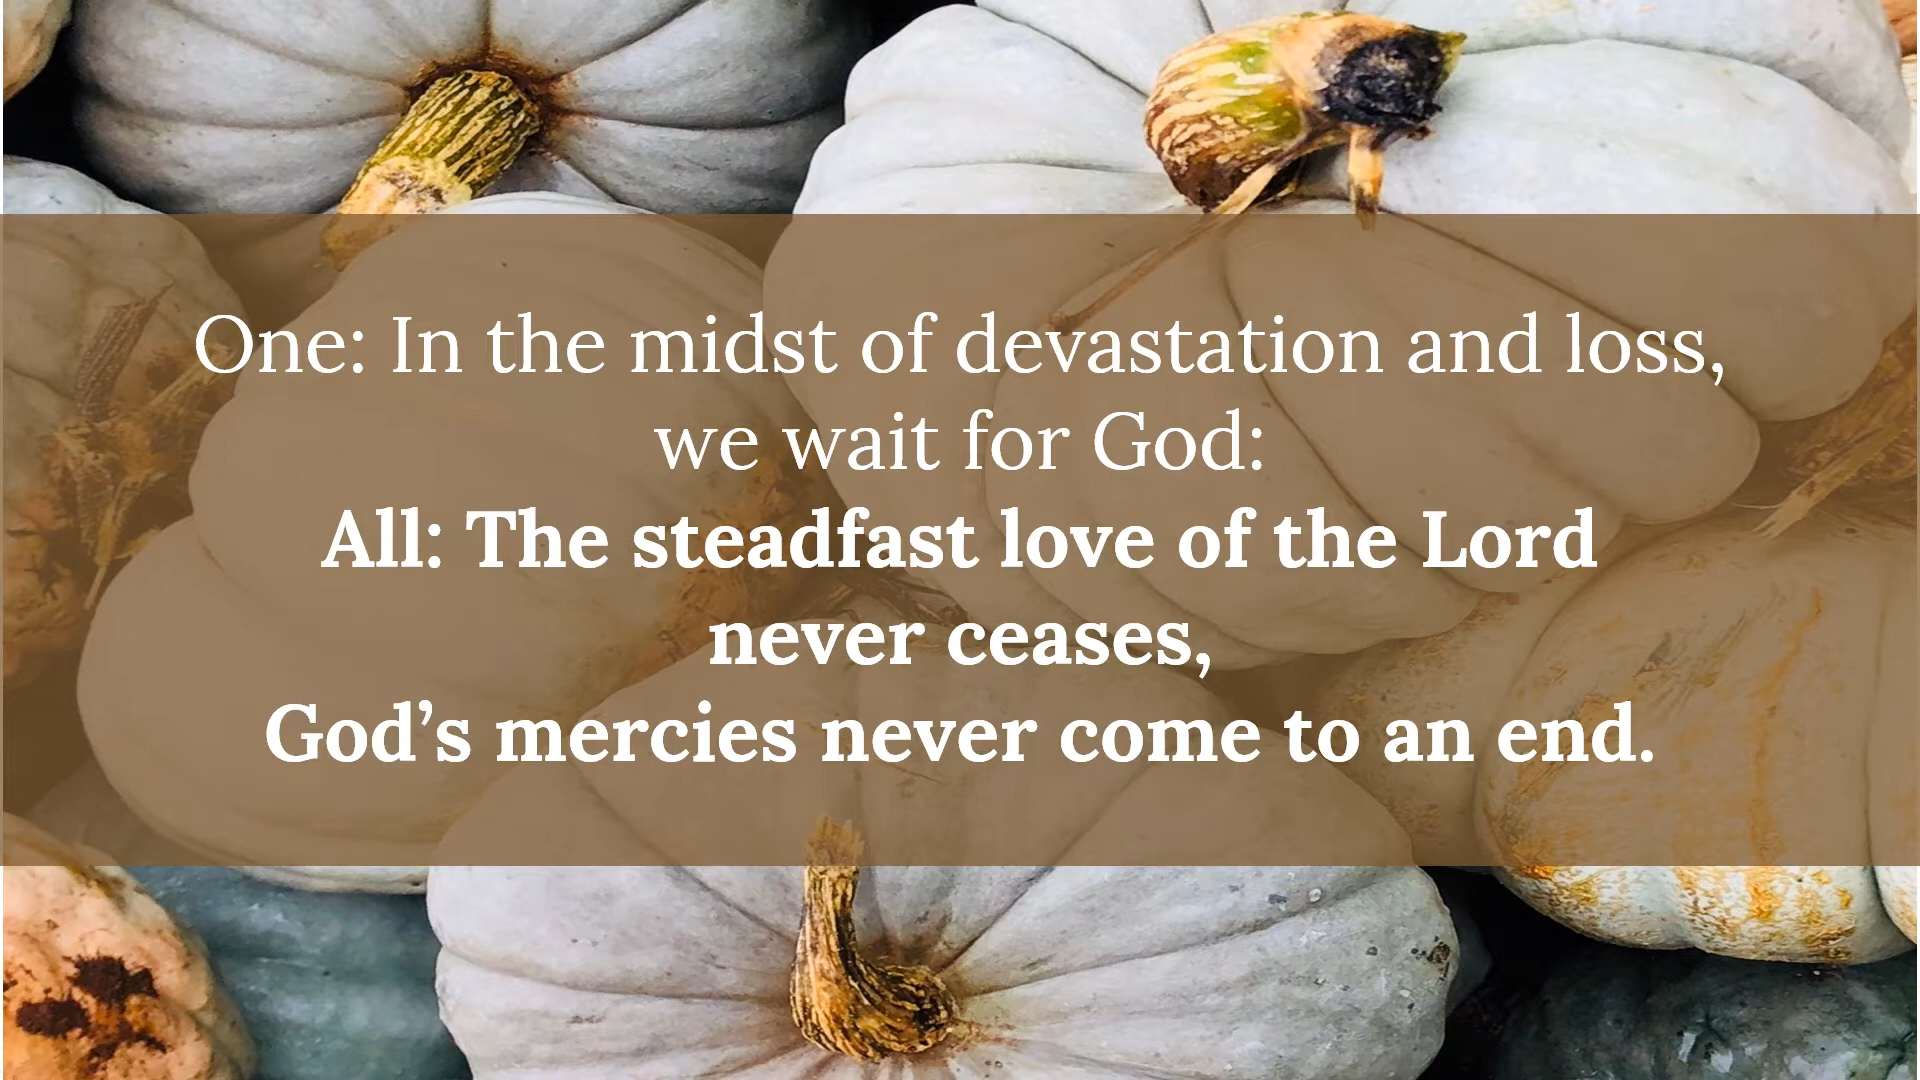 One: In the midst of devastation and loss,
we wait for God:
All: The steadfast love of the Lord
never ceases,
God’s mercies never come to an end.